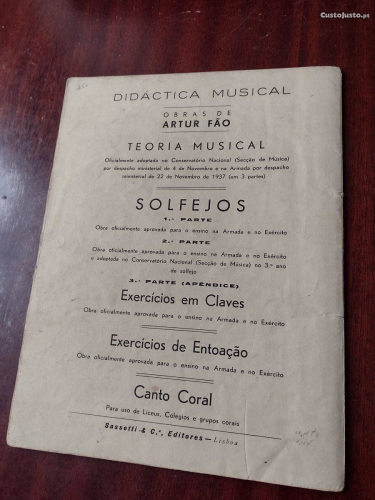 CustoJusto.pt
DIDÁCTICA MUSICAL
OBRAS DE
ARTUR FÃO
TEORIA MUSICAL
Oficialmente adoptada no Conservatório Nacional (Secção de Música)
por despacho ministerial de 4 de Novembro e na Armada por despacho
ministerial de 22 de Novembro de 1937 (em 3 partes)
SOLFEJOS
1.ª PARTE
Obra oficialmente aprovada para o ensino na Armada e no Exército
2.ª PARTE
Obra oficialmente aprovada para o ensino na Armada e no Exército
e adoptada no Conservatório Nacional (Secção de Música) no 3.º ano
de solfejo
3.ª PARTE (APÊNDICE)
Exercícios em Claves
Obra oficialmente aprovada para o ensino na Armada e no Exército
Exercícios de Entoação
Obra oficialmente aprovada para o ensino na Armada e no Exército
Canto Coral
Para uso de Liceus, Colégios e grupos corais
Sassetti & C.ª, Editores — Lisboa